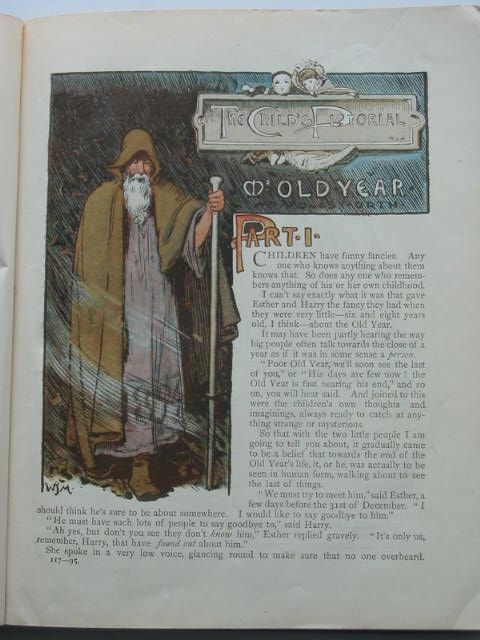 THE CHILD'S PICTORIAL
Mr OLD YEAR.
PART. I.
CHILDREN have funny fancies. Any
one who knows anything about them
knows that. So does any one who remem-
bers anything of his or her own childhood.
I can't say exactly what it was that gave
Esther and Harry the fancy they had when
they were very little—six and eight years
old, I think—about the Old Year.
It may have been partly hearing the way
big people often talk towards the close of a
year as if it was in some sense a person.
"Poor Old Year, we'll soon see the last
of you," or "His days are few now! the
Old Year is fast nearing his end," and so
on, you will hear said. And joined to this
were the children's own thoughts and
imaginings, always ready to catch at any-
thing strange or mysterious.
So that with the two little people I am
going to tell you about, it gradually came
to be a belief that towards the end of the
Old Year's life, it, or he, was actually to be
seen in human form, walking about to see
the last of things.
"We must try to meet him," said Esther, a
few days before the 31st of December. "I
should think he's sure to be about somewhere. I would like to say goodbye to him."
"He must have such lots of people to say goodbye to," said Harry.
"Ah yes, but don't you see they don't know him," Esther replied gravely. "It's only us,
remember, Harry, that have found out about him."
She spoke in a very low voice, glancing round to make sure that no one overheard.
117—95.
WJM.